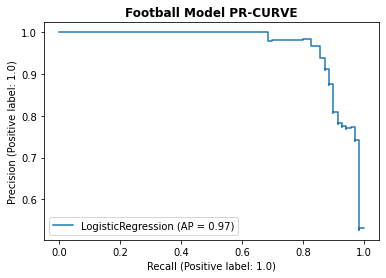 Football Model PR-CURVE
Precision (Positive label: 1.0)
1.0
0.9
0.8
0.7
0.6
LogisticRegression (AP = 0.97)
0.0 0.2 0.4 0.6 0.8 1.0
Recall (Positive label: 1.0)